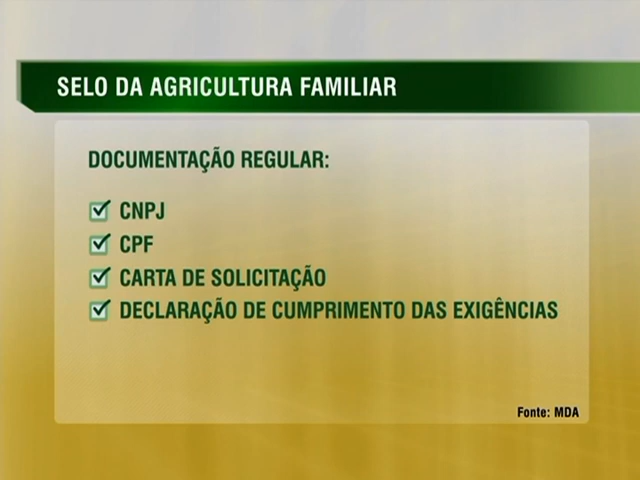 SELO DA AGRICULTURA FAMILIAR
DOCUMENTAÇÃO REGULAR:
CNPJ
CPF
CARTA DE SOLICITAÇÃO
DECLARAÇÃO DE CUMPRIMENTO DAS EXIGÊNCIAS
Fonte: MDA